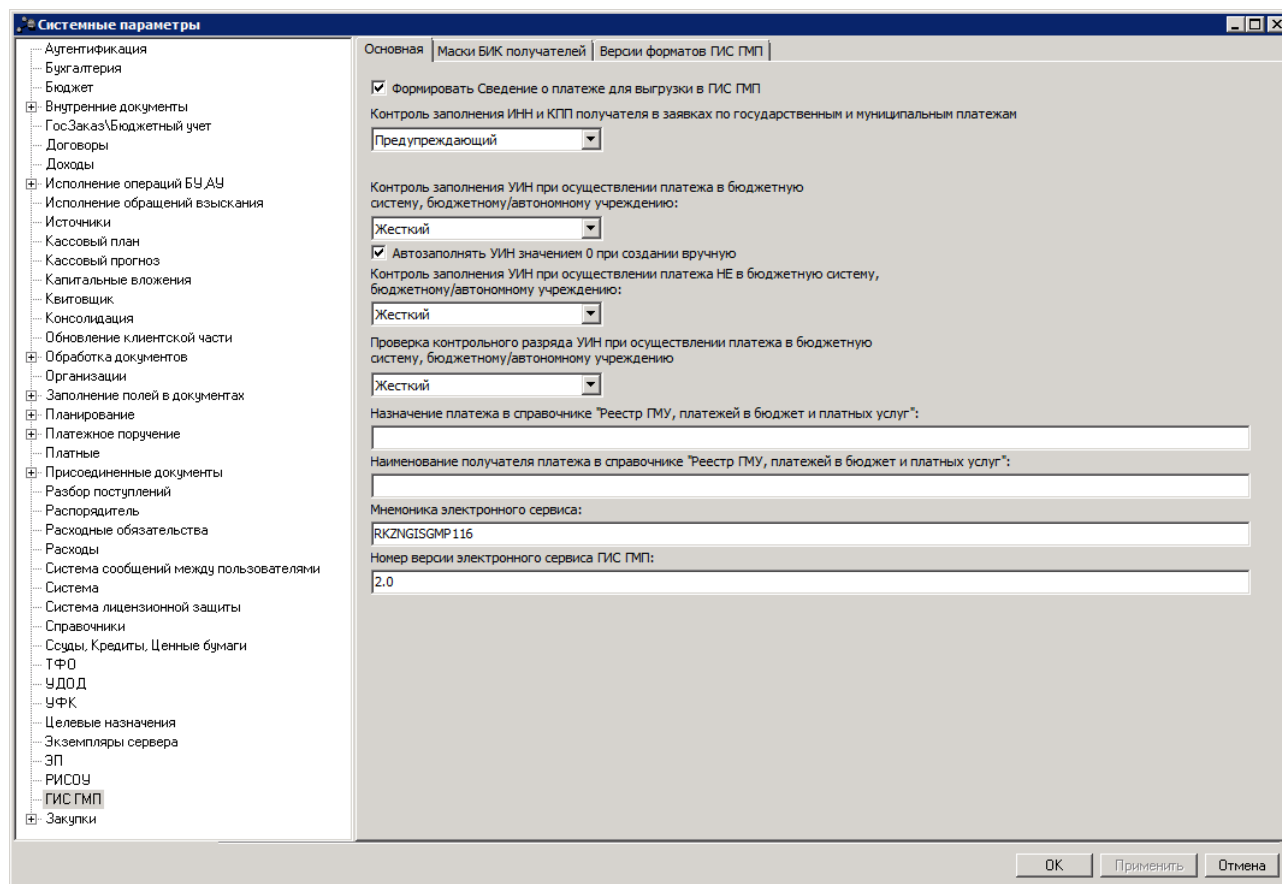 Системные параметры
Аутентификация
Бухгалтерия
Бюджет
Внутренние документы
ГосЗаказ\Бюджетный учет
Договоры
Доходы
Исполнение операций БУ,АУ
Исполнение обращений взыскания
Источники
Кассовый план
Кассовый прогноз
Капитальные вложения
Квитовщик
Консолидация
Обновление клиентской части
Обработка документов
Организации
Заполнение полей в документах
Планирование
Платежное поручение
Платные
Присоединенные документы
Разбор поступлений
Распорядитель
Расходные обязательства
Расходы
Система сообщений между пользователями
Система
Система лицензионной защиты
Справочники
Ссуды, Кредиты, Ценные бумаги
ТФО
УДОД
УФК
Целевые назначения
Экземпляры сервера
ЭП
РИСОУ
ГИС ГМП
Закупки
Основная Маски БИК получателей Версии форматов ГИС ГМП
Формировать Сведение о платеже для выгрузки в ГИС ГМП
Контроль заполнения ИНН и КПП получателя в заявках по государственным и муниципальным платежам
Предупреждающий
Контроль заполнения УИН при осуществлении платежа в бюджетную
систему, бюджетному/автономному учреждению:
Жесткий
Автозаполнять УИН значением 0 при создании вручную
Контроль заполнения УИН при осуществлении платежа НЕ в бюджетную систему,
бюджетному/автономному учреждению:
Жесткий
Проверка контрольного разряда УИН при осуществлении платежа в бюджетную
систему, бюджетному/автономному учреждению
Жесткий
Назначение платежа в справочнике "Реестр ГМУ, платежей в бюджет и платных услуг":
Наименование получателя платежа в справочнике "Реестр ГМУ, платежей в бюджет и платных услуг":
Мнемоника электронного сервиса:
RKZNGISGMP116
Номер версии электронного сервиса ГИС ГМП:
2.0
OK Применить Отмена